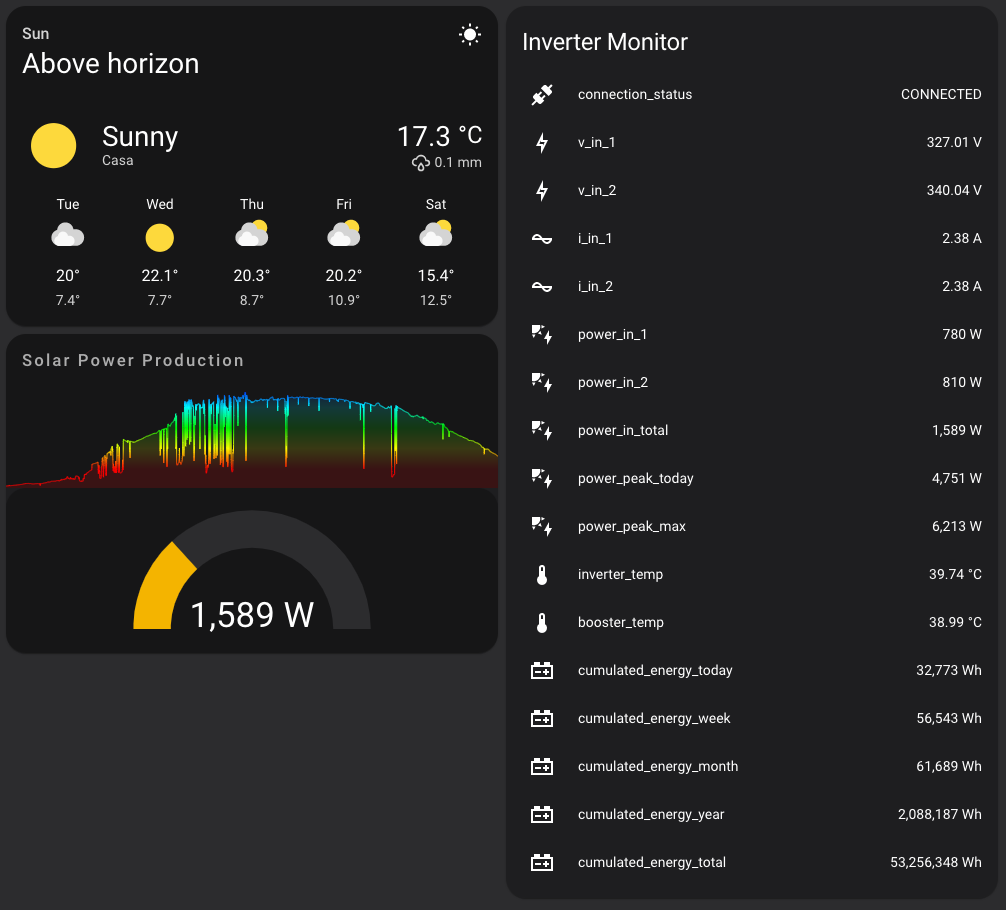 Sun
Above horizon
Sunny
17.3 °C
Casa
0.1 mm
Tue Wed Thu Fri Sat
20° 22.1° 20.3° 20.2° 15.4°
7.4° 7.7° 8.7° 10.9° 12.5°
Solar Power Production
1,589 W
Inverter Monitor
connection_status CONNECTED
v_in_1 327.01 V
v_in_2 340.04 V
i_in_1 2.38 A
i_in_2 2.38 A
power_in_1 780 W
power_in_2 810 W
power_in_total 1,589 W
power_peak_today 4,751 W
power_peak_max 6,213 W
inverter_temp 39.74 °C
booster_temp 38.99 °C
cumulated_energy_today 32,773 Wh
cumulated_energy_week 56,543 Wh
cumulated_energy_month 61,689 Wh
cumulated_energy_year 2,088,187 Wh
cumulated_energy_total 53,256,348 Wh